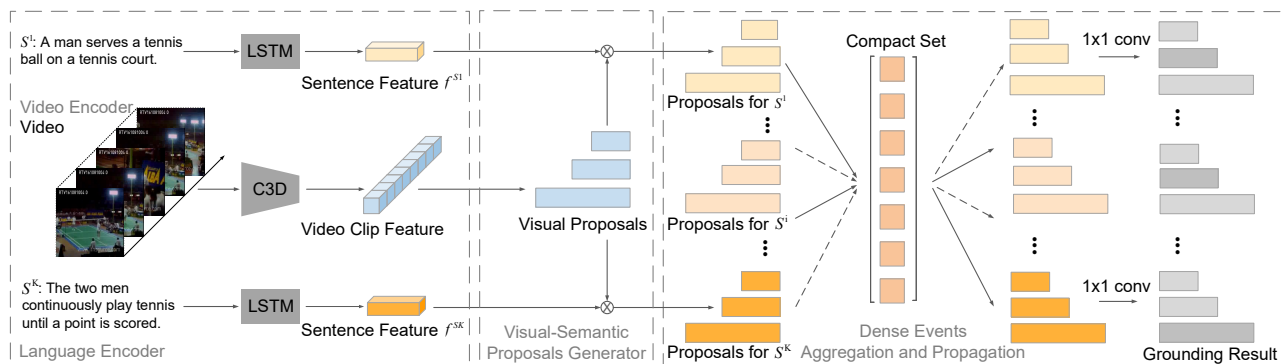 S¹: A man serves a tennis
ball on a tennis court.
LSTM
Sentence Feature f^{S1}
Video Encoder
Video
C3D
Video Clip Feature
S^K: The two men
continuously play tennis
until a point is scored.
LSTM
Sentence Feature f^{SK}
Language Encoder
Visual Proposals
Visual-Semantic
Proposals Generator
Proposals for S¹
Proposals for S^i
Proposals for S^K
Compact Set
Dense Events
Aggregation and Propagation
1x1 conv
1x1 conv
Grounding Result